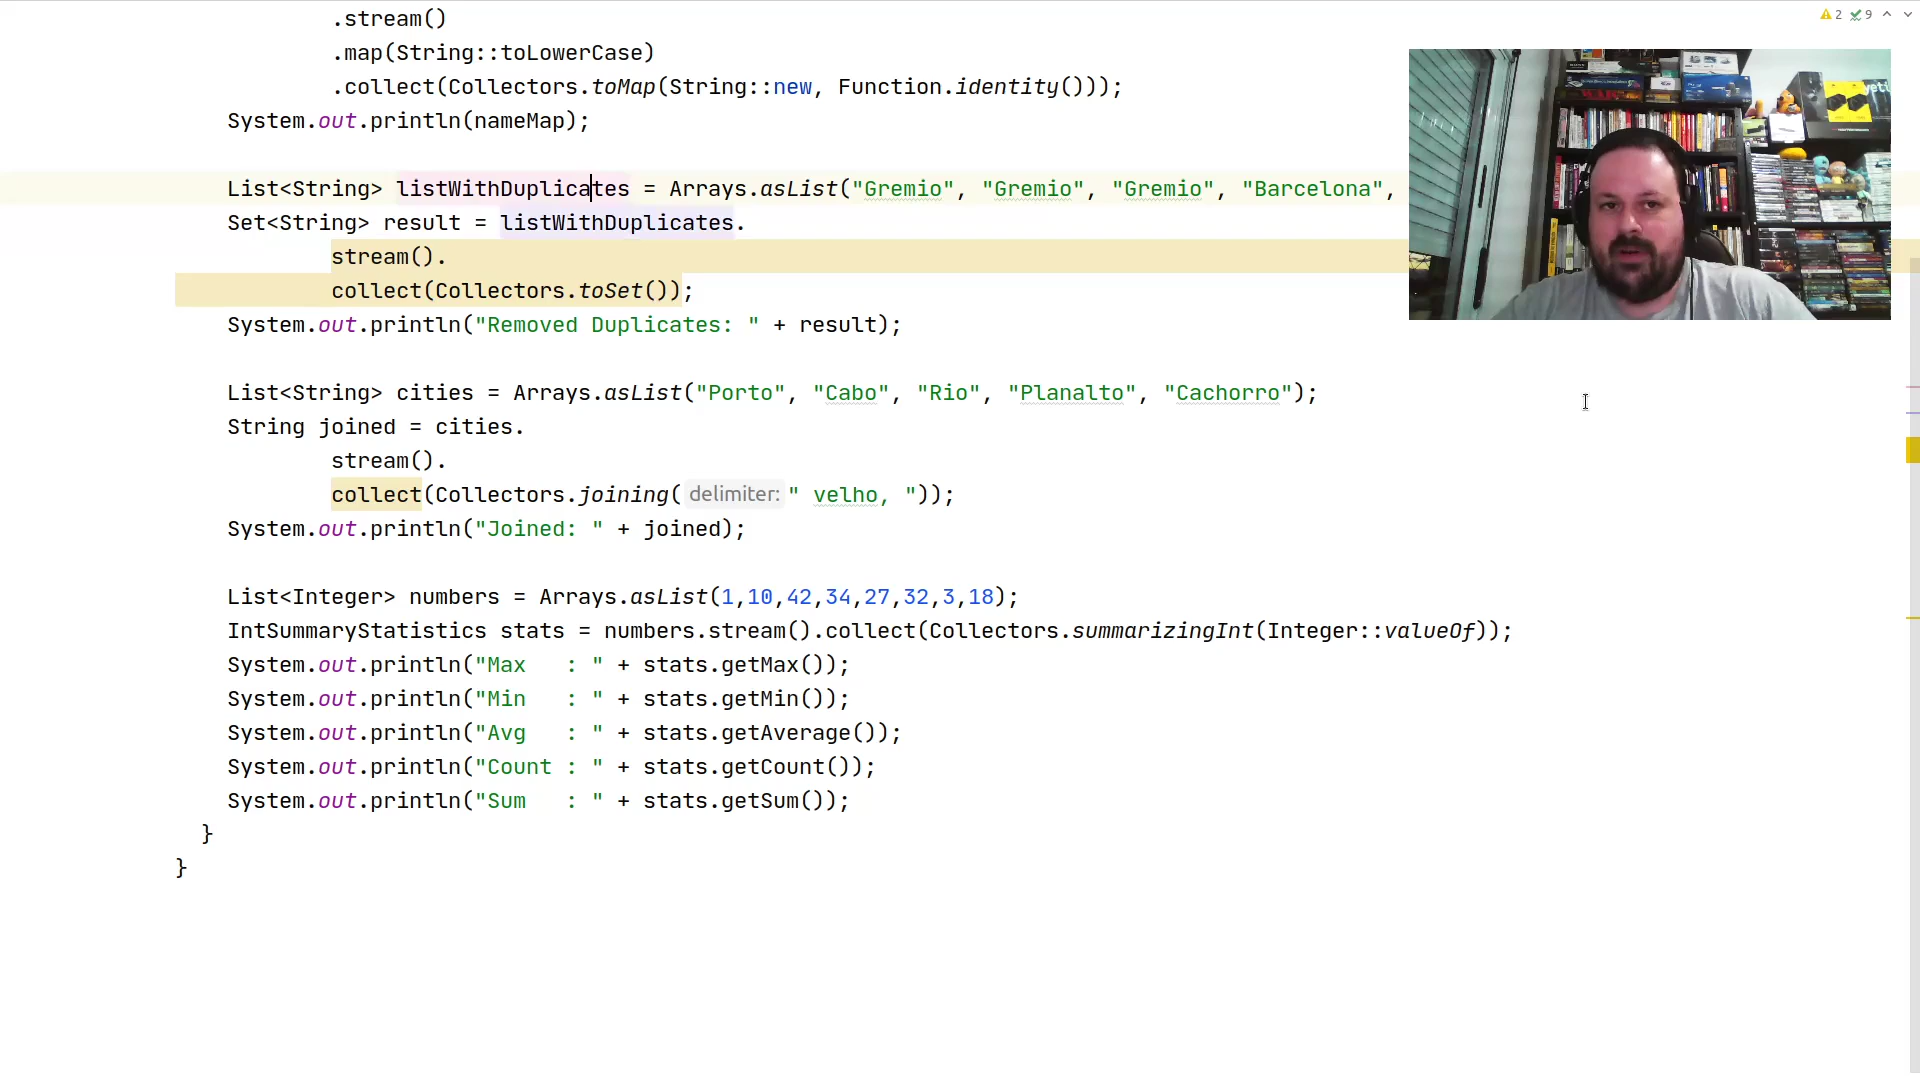 .stream()
.map(String::toLowerCase)
.collect(Collectors.toMap(String::new, Function.identity()));
System.out.println(nameMap);
List<String> listWithDuplicates = Arrays.asList("Gremio", "Gremio", "Gremio", "Barcelona",
Set<String> result = listWithDuplicates.
stream().
collect(Collectors.toSet());
System.out.println("Removed Duplicates: " + result);
List<String> cities = Arrays.asList("Porto", "Cabo", "Rio", "Planalto", "Cachorro");
String joined = cities.
stream().
collect(Collectors.joining( delimiter: " velho, "));
System.out.println("Joined: " + joined);
List<Integer> numbers = Arrays.asList(1,10,42,34,27,32,3,18);
IntSummaryStatistics stats = numbers.stream().collect(Collectors.summarizingInt(Integer::valueOf));
System.out.println("Max   : " + stats.getMax());
System.out.println("Min   : " + stats.getMin());
System.out.println("Avg   : " + stats.getAverage());
System.out.println("Count : " + stats.getCount());
System.out.println("Sum   : " + stats.getSum());
}
}
2 9
yeti